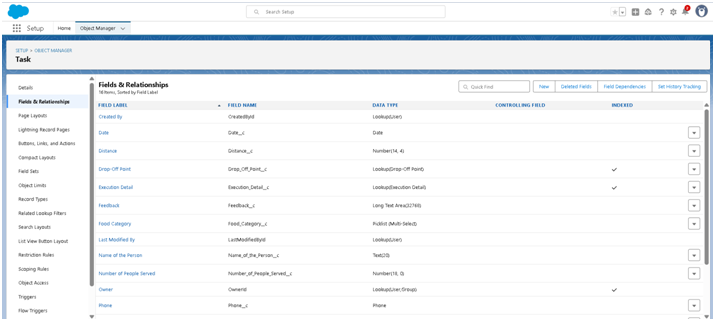 Search Setup
Setup
Home
Object Manager
SETUP > OBJECT MANAGER
Task
Details
Fields & Relationships
Page Layouts
Lightning Record Pages
Buttons, Links, and Actions
Compact Layouts
Field Sets
Object Limits
Record Types
Related Lookup Filters
Search Layouts
List View Button Layout
Restriction Rules
Scoping Rules
Object Access
Triggers
Flow Triggers
Fields & Relationships
18 Items, Sorted by Field Label
Quick Find
New
Deleted Fields
Field Dependencies
Set History Tracking
FIELD LABEL FIELD NAME DATA TYPE CONTROLLING FIELD INDEXED
Created By CreatedById Lookup(User)
Date Date__c Date
Distance Distance__c Number(14, 4)
Drop-Off Point Drop_Off_Point__c Lookup(Drop-Off Point)
Execution Detail Execution_Detail__c Lookup(Execution Detail)
Feedback Feedback__c Long Text Area(32768)
Food Category Food_Category__c Picklist (Multi-Select)
Last Modified By LastModifiedById Lookup(User)
Name of the Person Name_of_the_Person__c Text(20)
Number of People Served Number_of_People_Served__c Number(18, 0)
Owner OwnerId Lookup(User,Group)
Phone Phone__c Phone